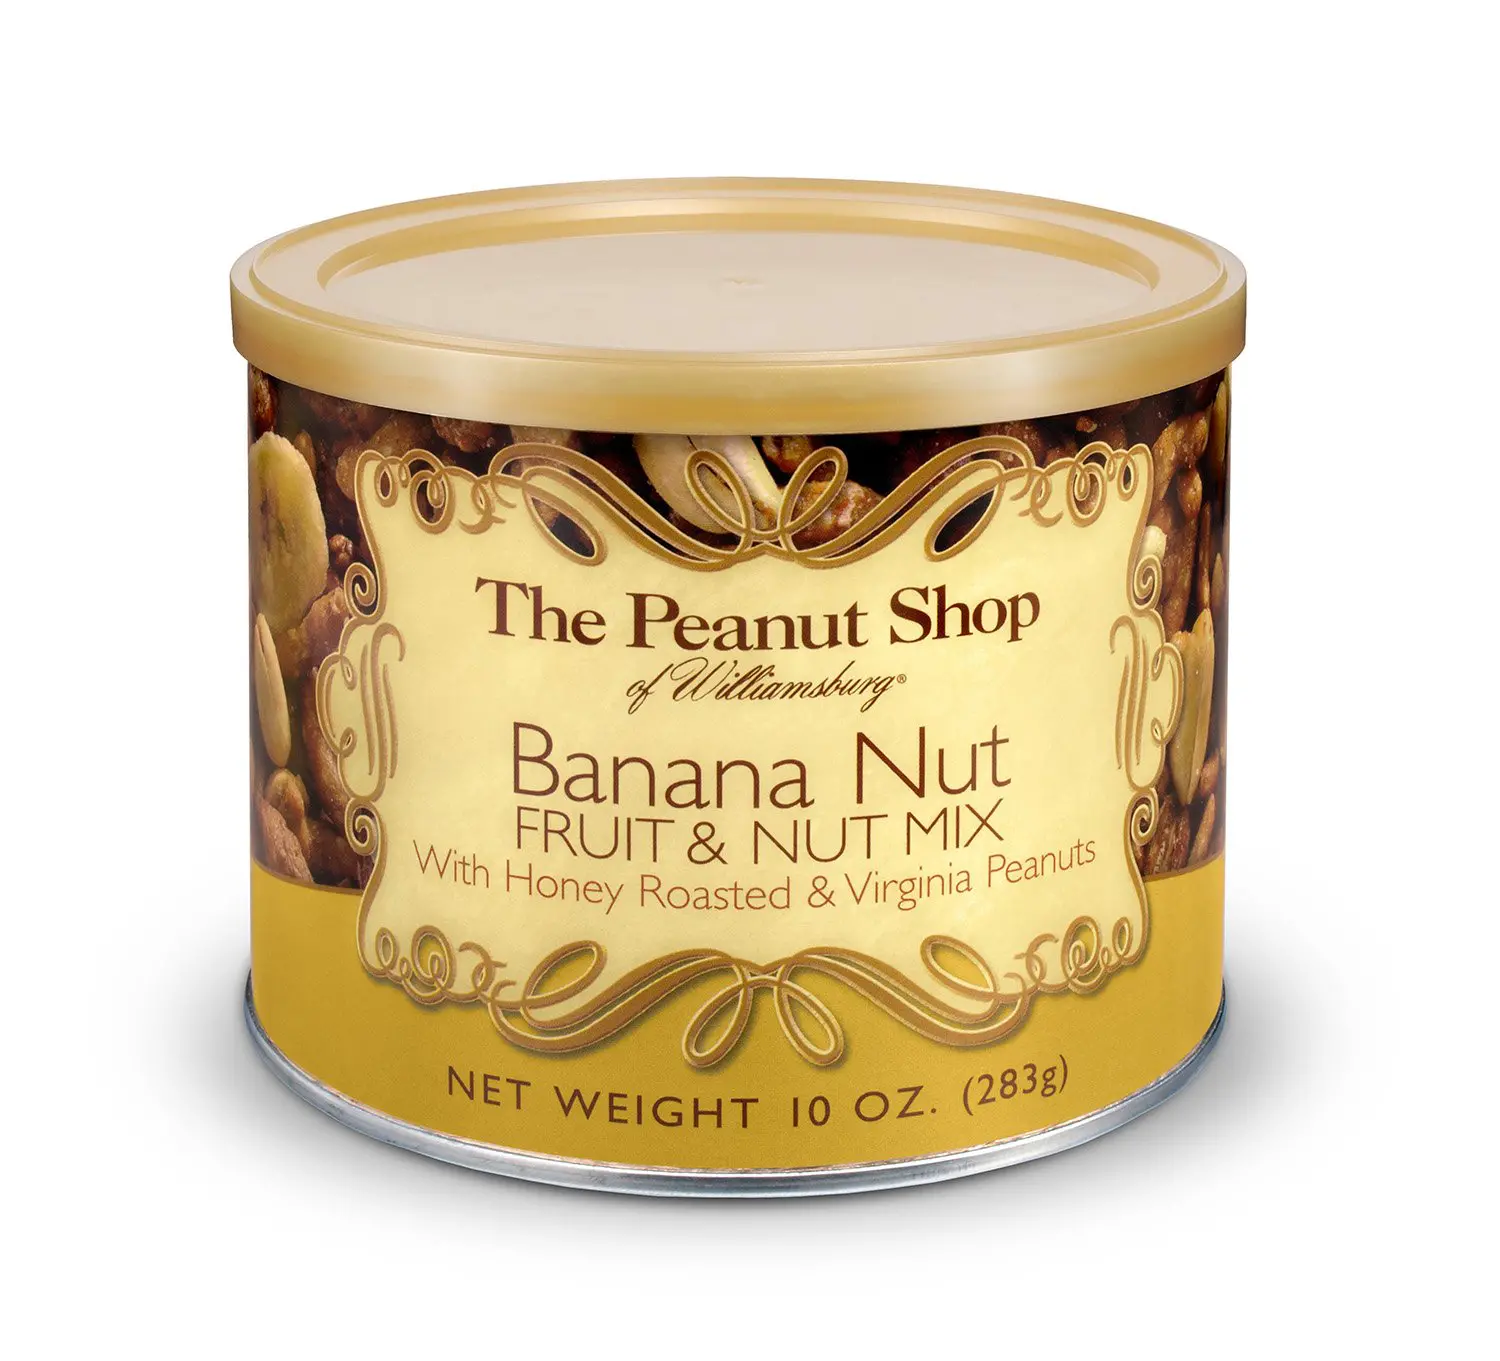 The Peanut Shop
of Williamsburg®
Banana Nut
FRUIT & NUT MIX
With Honey Roasted & Virginia Peanuts
NET WEIGHT 10 OZ. (283g)